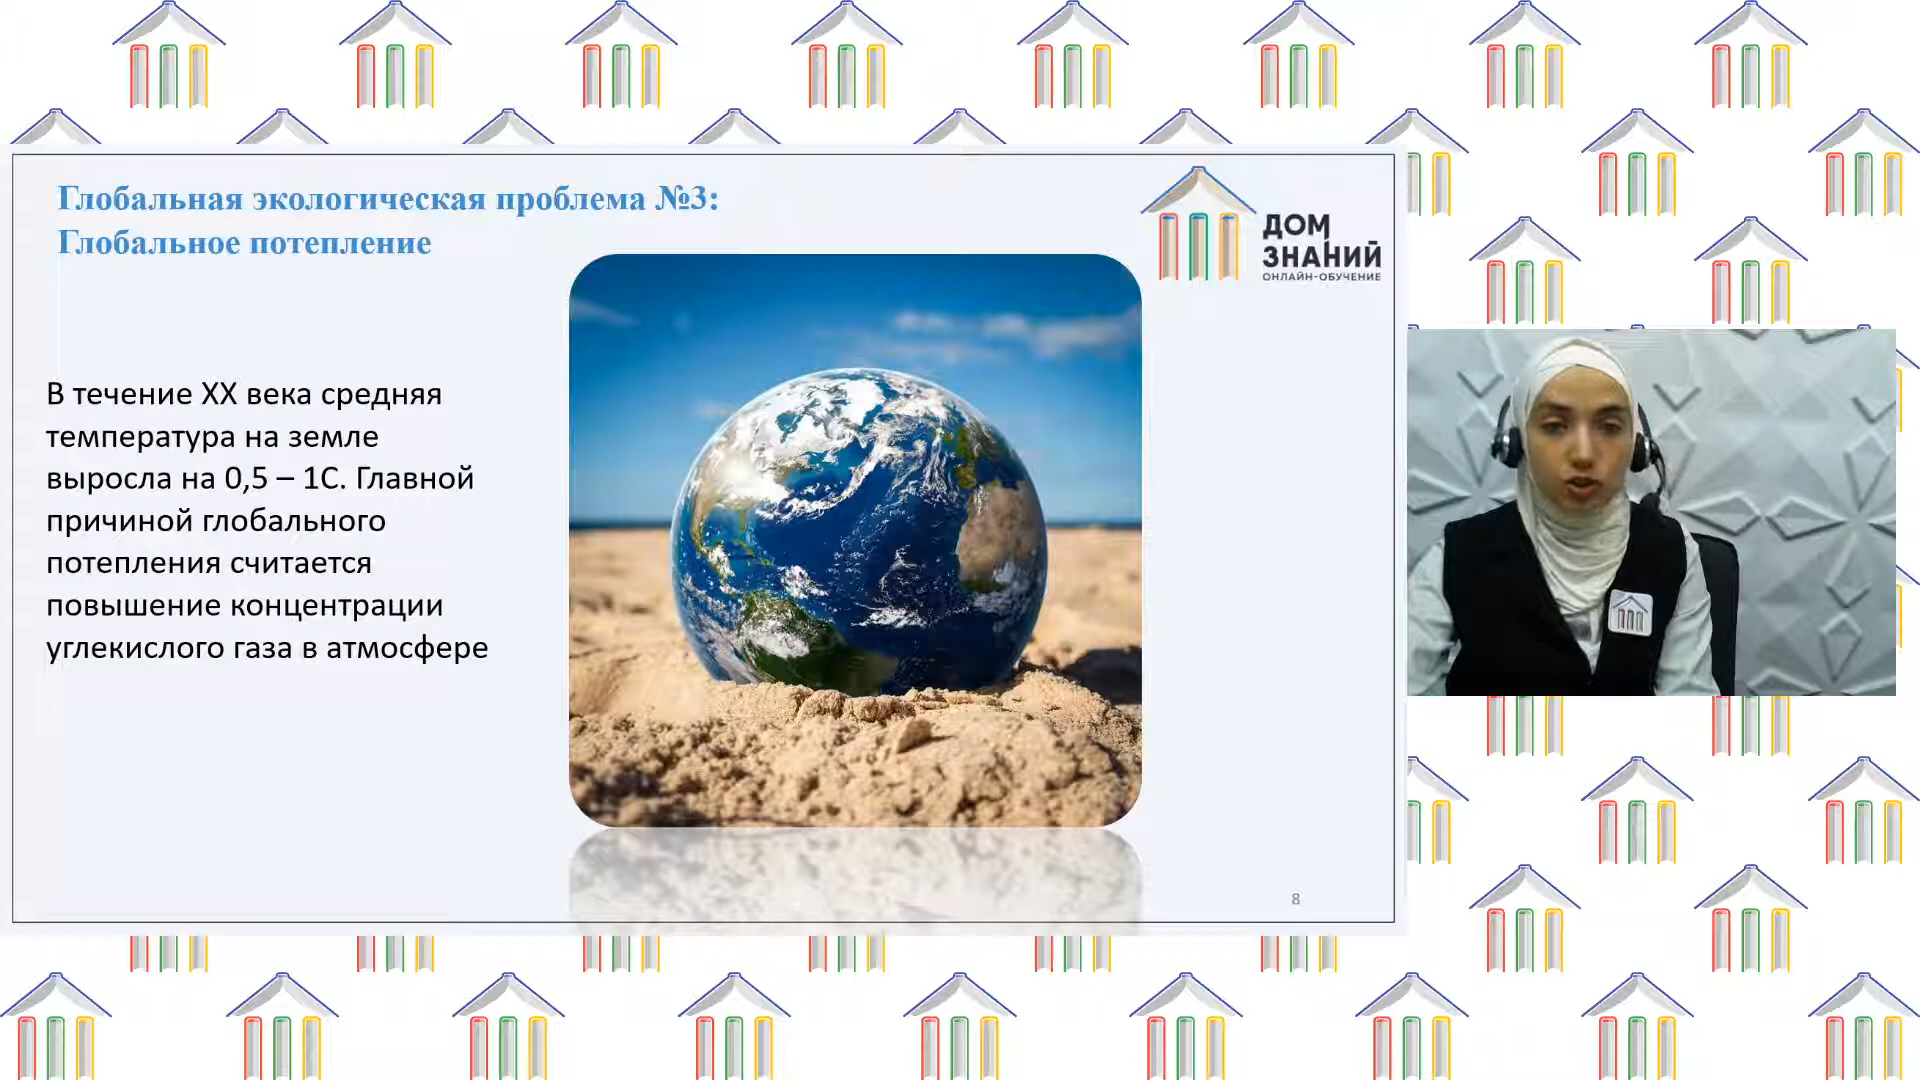 Глобальная экологическая проблема №3:
Глобальное потепление
ДОМ
ЗНАНИЙ
ОНЛАЙН-ОБУЧЕНИЕ
В течение XX века средняя
температура на земле
выросла на 0,5 – 1С. Главной
причиной глобального
потепления считается
повышение концентрации
углекислого газа в атмосфере
8